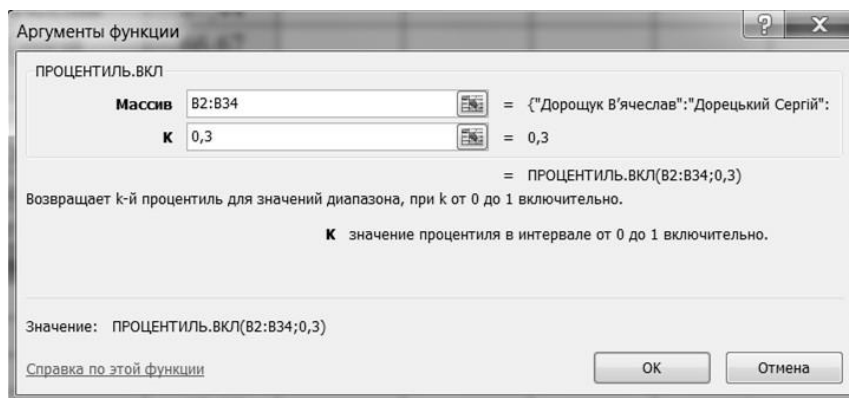 Аргументы функции
ПРОЦЕНТИЛЬ.ВКЛ
Массив B2:B34 = {"Дорощук В'ячеслав":"Дорецький Сергій":
K 0,3 = 0,3
= ПРОЦЕНТИЛЬ.ВКЛ(B2:B34;0,3)
Возвращает k-й процентиль для значений диапазона, при k от 0 до 1 включительно.
K значение процентиля в интервале от 0 до 1 включительно.
Значение: ПРОЦЕНТИЛЬ.ВКЛ(B2:B34;0,3)
Справка по этой функции
ОК
Отмена